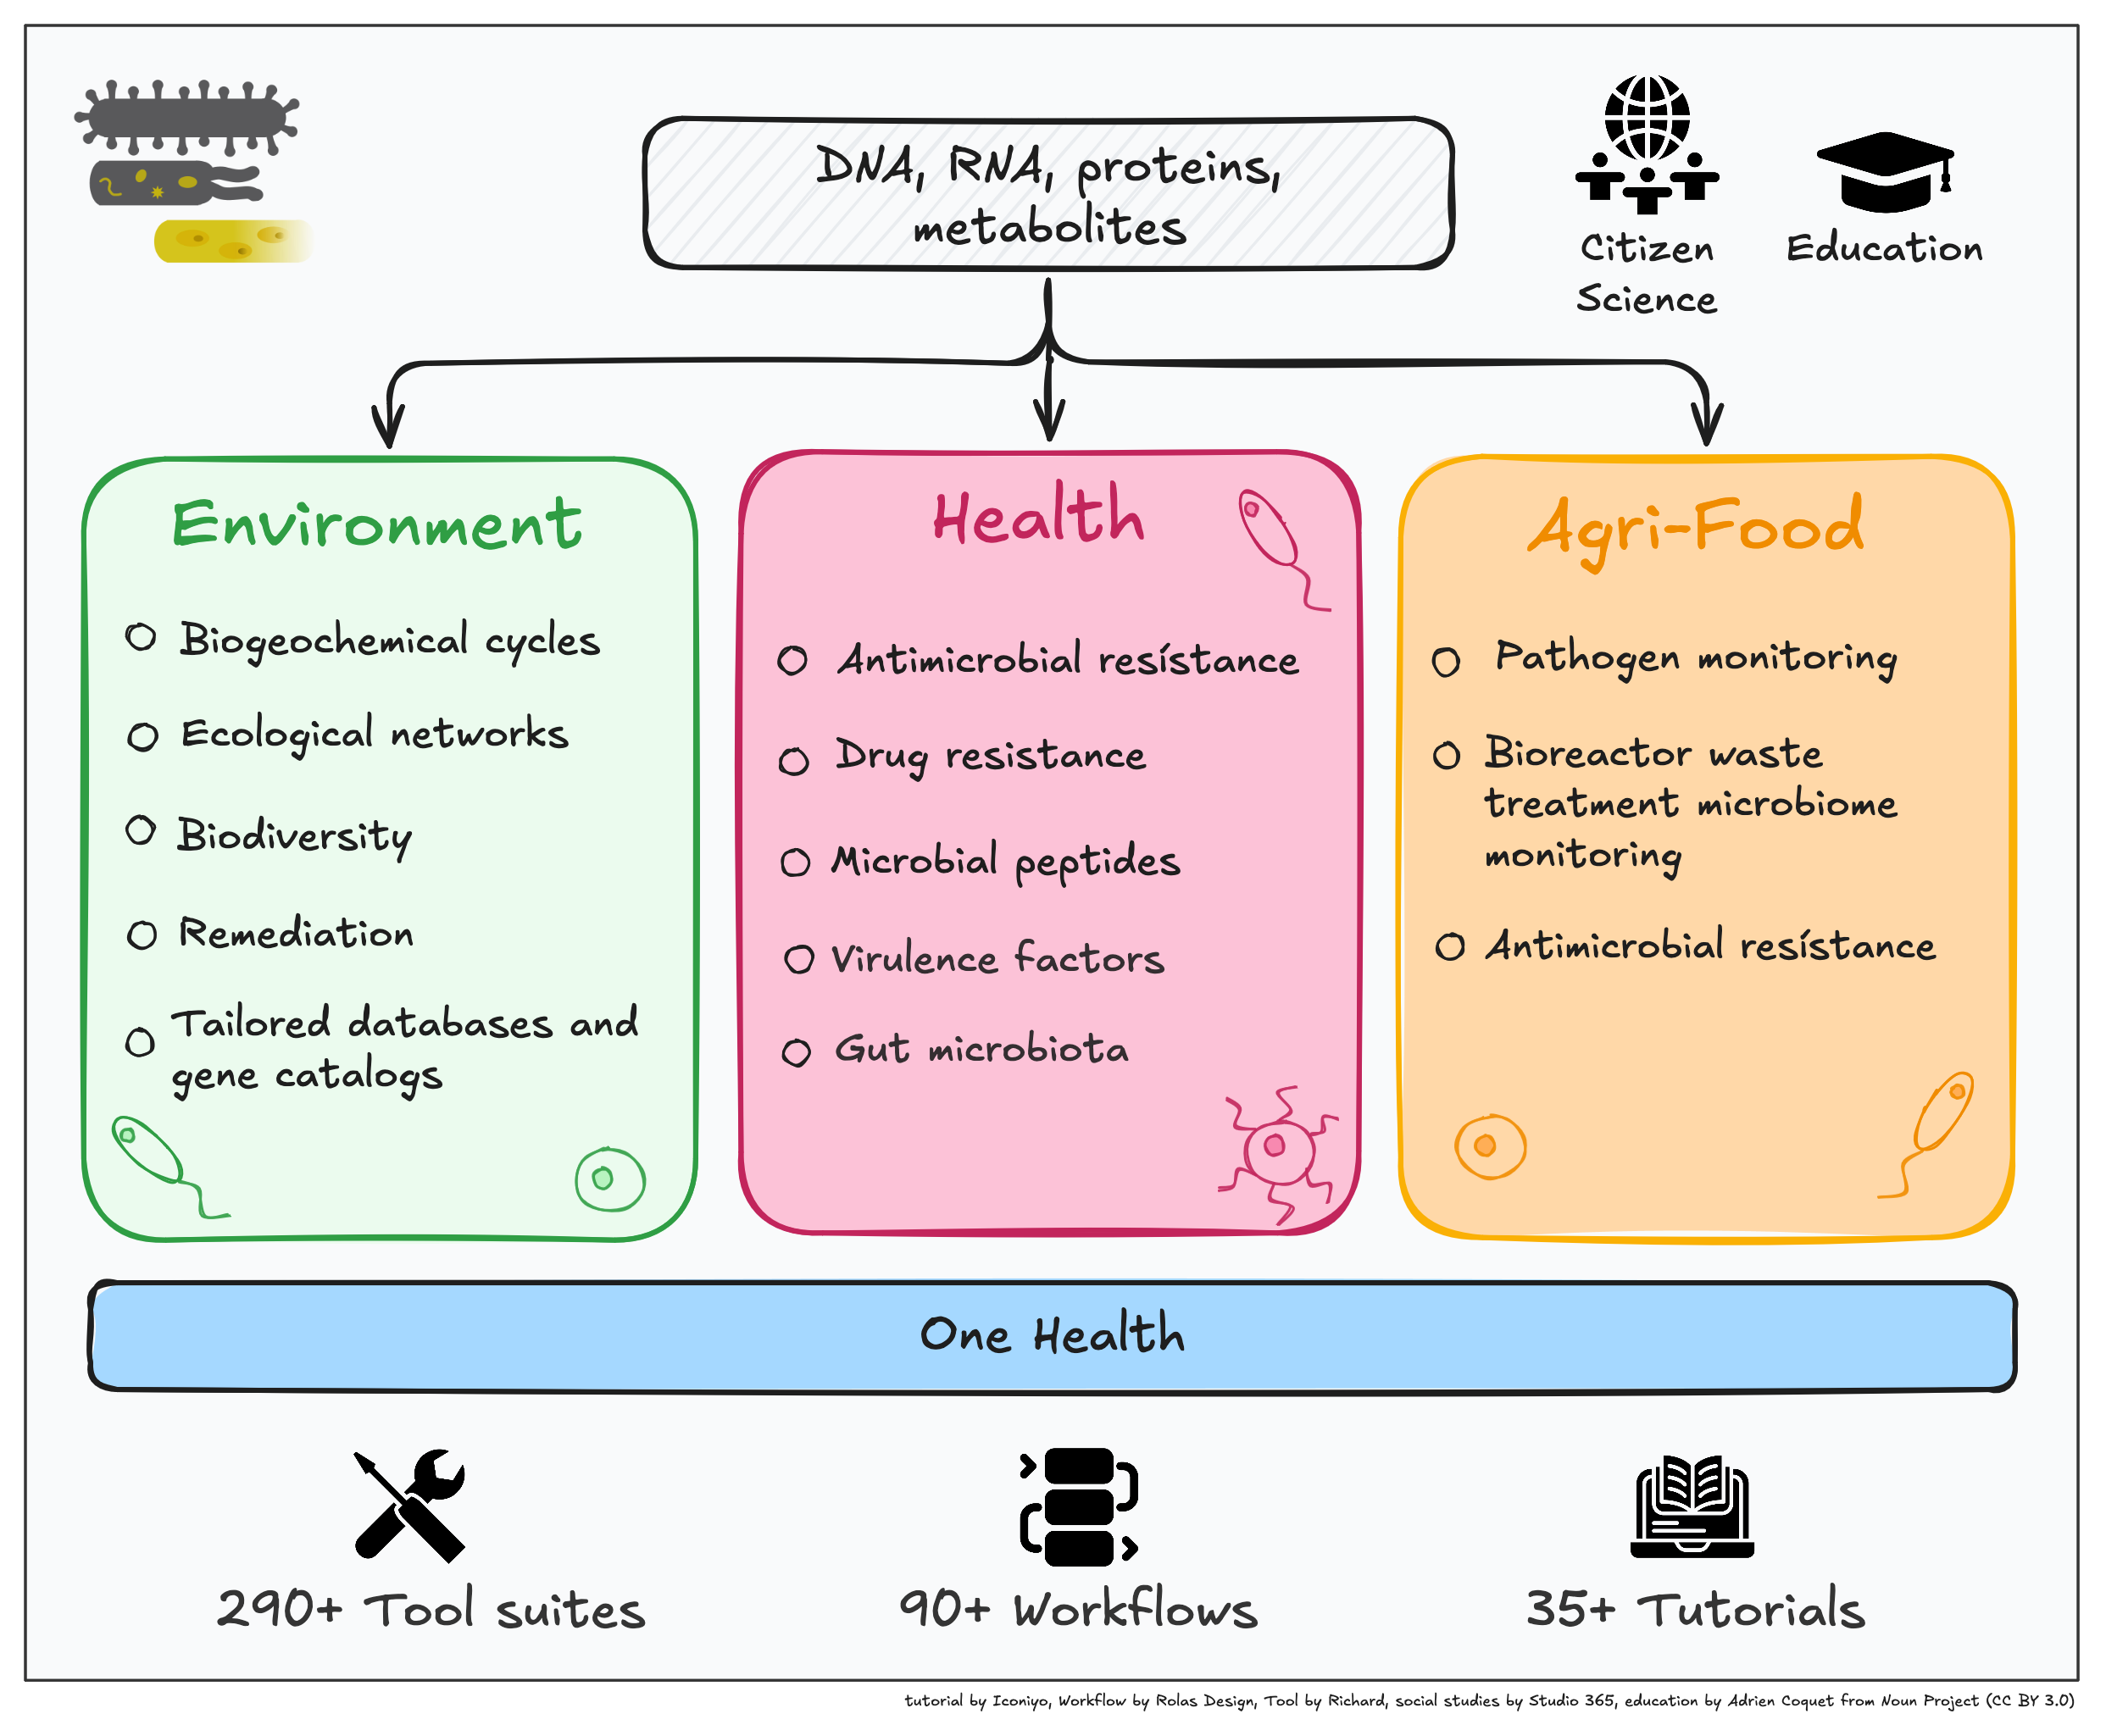 DNA, RNA, proteins,
metabolites
Citizen
Science
Education
Environment
Biogeochemical cycles
Ecological networks
Biodiversity
Remediation
Tailored databases and
gene catalogs
Health
Antimicrobial resístance
Drug resistance
Microbial peptides
Virulence factors
Gut microbiota
Agri-Food
Pathogen monitoring
Bioreactor waste
treatment microbiome
monitoring
Antimicrobial resístance
One Health
290+ Tool suites
90+ Workflows
35+ Tutorials
tutorial by Iconiyo, Workflow by Rolas Design, Tool by Richard, social studies by Studio 365, education by Adrien Coquet from Noun Project (CC BY 3.0)